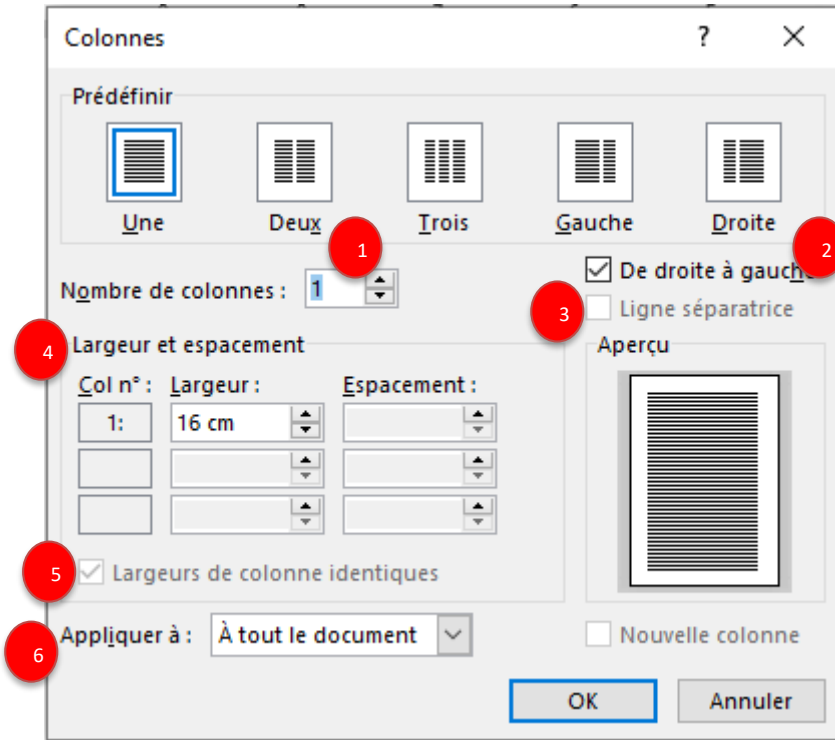 Colonnes ?
Prédéfinir
Une Deux Trois Gauche Droite
1 2
Nombre de colonnes : 1 De droite à gauche
3 Ligne séparatrice
4 Largeur et espacement Aperçu
Col n° : Largeur : Espacement :
1: 16 cm
5 Largeurs de colonne identiques
6 Appliquer à : À tout le document Nouvelle colonne
OK Annuler